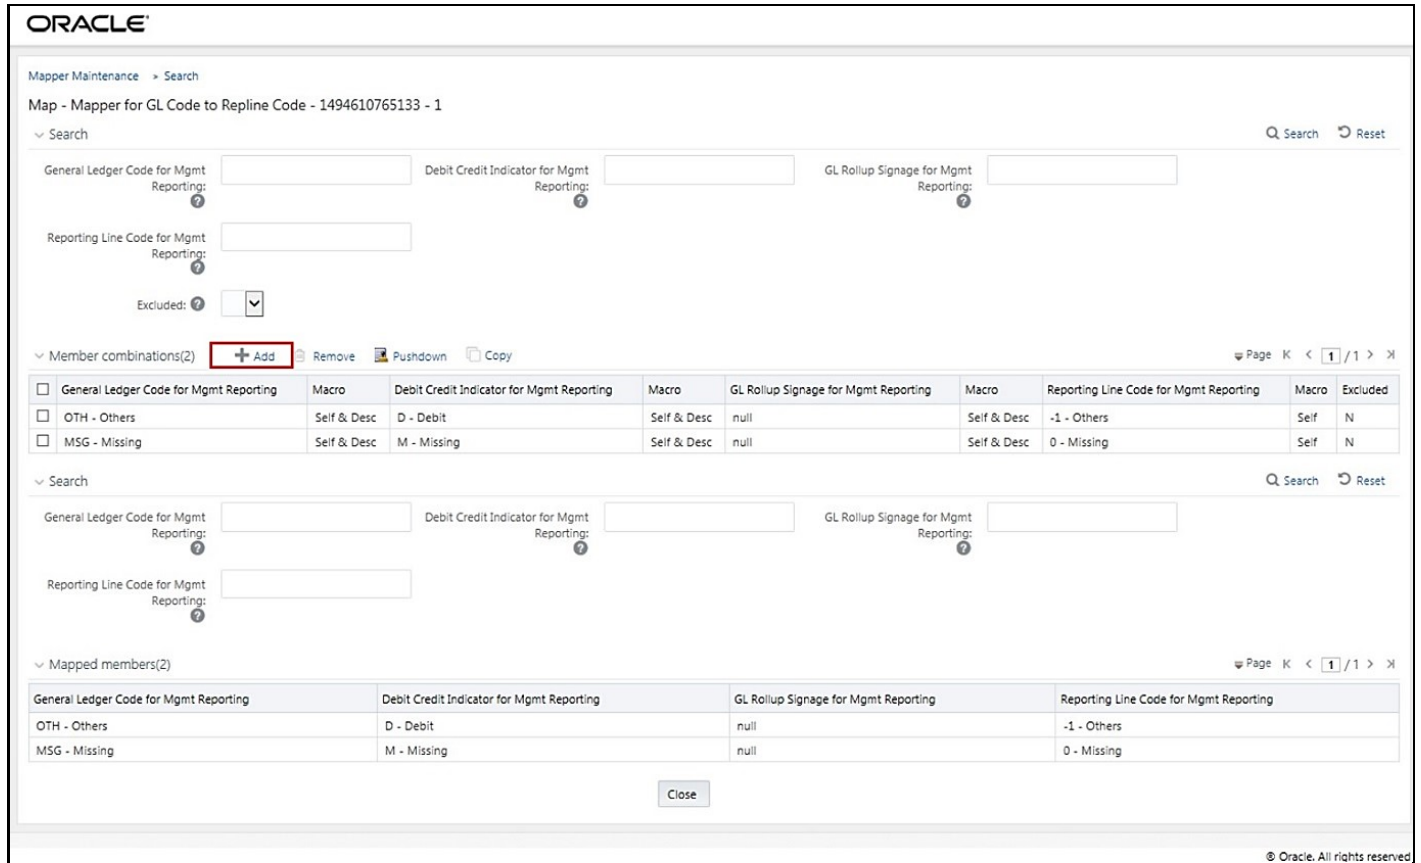 ORACLE
Mapper Maintenance » Search
Map - Mapper for GL Code to Repline Code - 1494610765133 - 1
Search Search Reset
General Ledger Code for Mgmt Debit Credit Indicator for Mgmt GL Rollup Signage for Mgmt
Reporting: Reporting: Reporting:
? ? ?
Reporting Line Code for Mgmt
Reporting:
?
Excluded: ?
Member combinations(2) Add Remove Pushdown Copy Page 1 / 1
General Ledger Code for Mgmt Reporting Macro Debit Credit Indicator for Mgmt Reporting Macro GL Rollup Signage for Mgmt Reporting Macro Reporting Line Code for Mgmt Reporting Macro Excluded
OTH - Others Self & Desc D - Debit Self & Desc null Self & Desc -1 - Others Self N
MSG - Missing Self & Desc M - Missing Self & Desc null Self & Desc 0 - Missing Self N
Search Search Reset
General Ledger Code for Mgmt Debit Credit Indicator for Mgmt GL Rollup Signage for Mgmt
Reporting: Reporting: Reporting:
? ? ?
Reporting Line Code for Mgmt
Reporting:
?
Mapped members(2) Page 1 / 1
General Ledger Code for Mgmt Reporting Debit Credit Indicator for Mgmt Reporting GL Rollup Signage for Mgmt Reporting Reporting Line Code for Mgmt Reporting
OTH - Others D - Debit null -1 - Others
MSG - Missing M - Missing null 0 - Missing
Close
© Oracle. All rights reserved